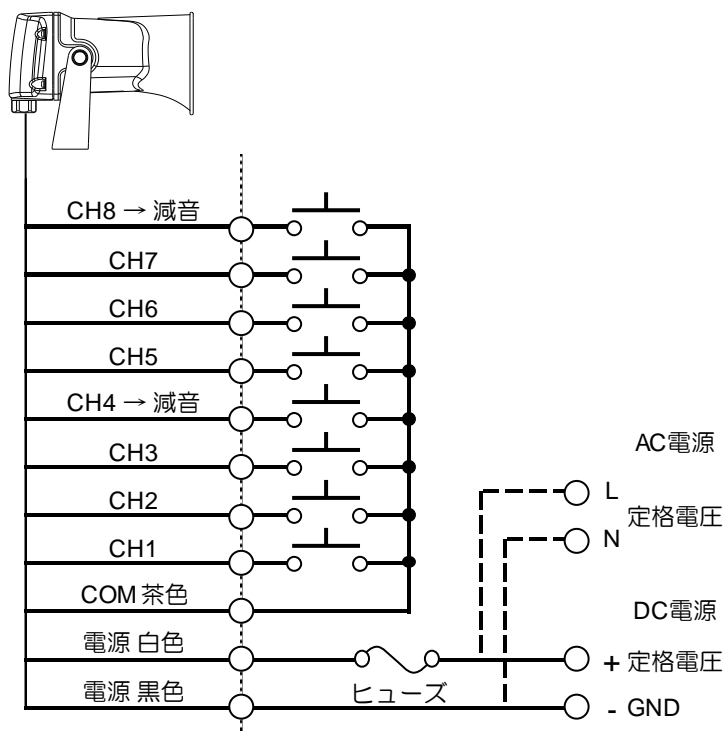 CH8 → 減音
CH7
CH6
CH5
CH4 → 減音
CH3
CH2
CH1
COM 茶色
電源 白色
電源 黒色
ヒューズ
AC電源
L
定格電圧
N
DC電源
+ 定格電圧
- GND